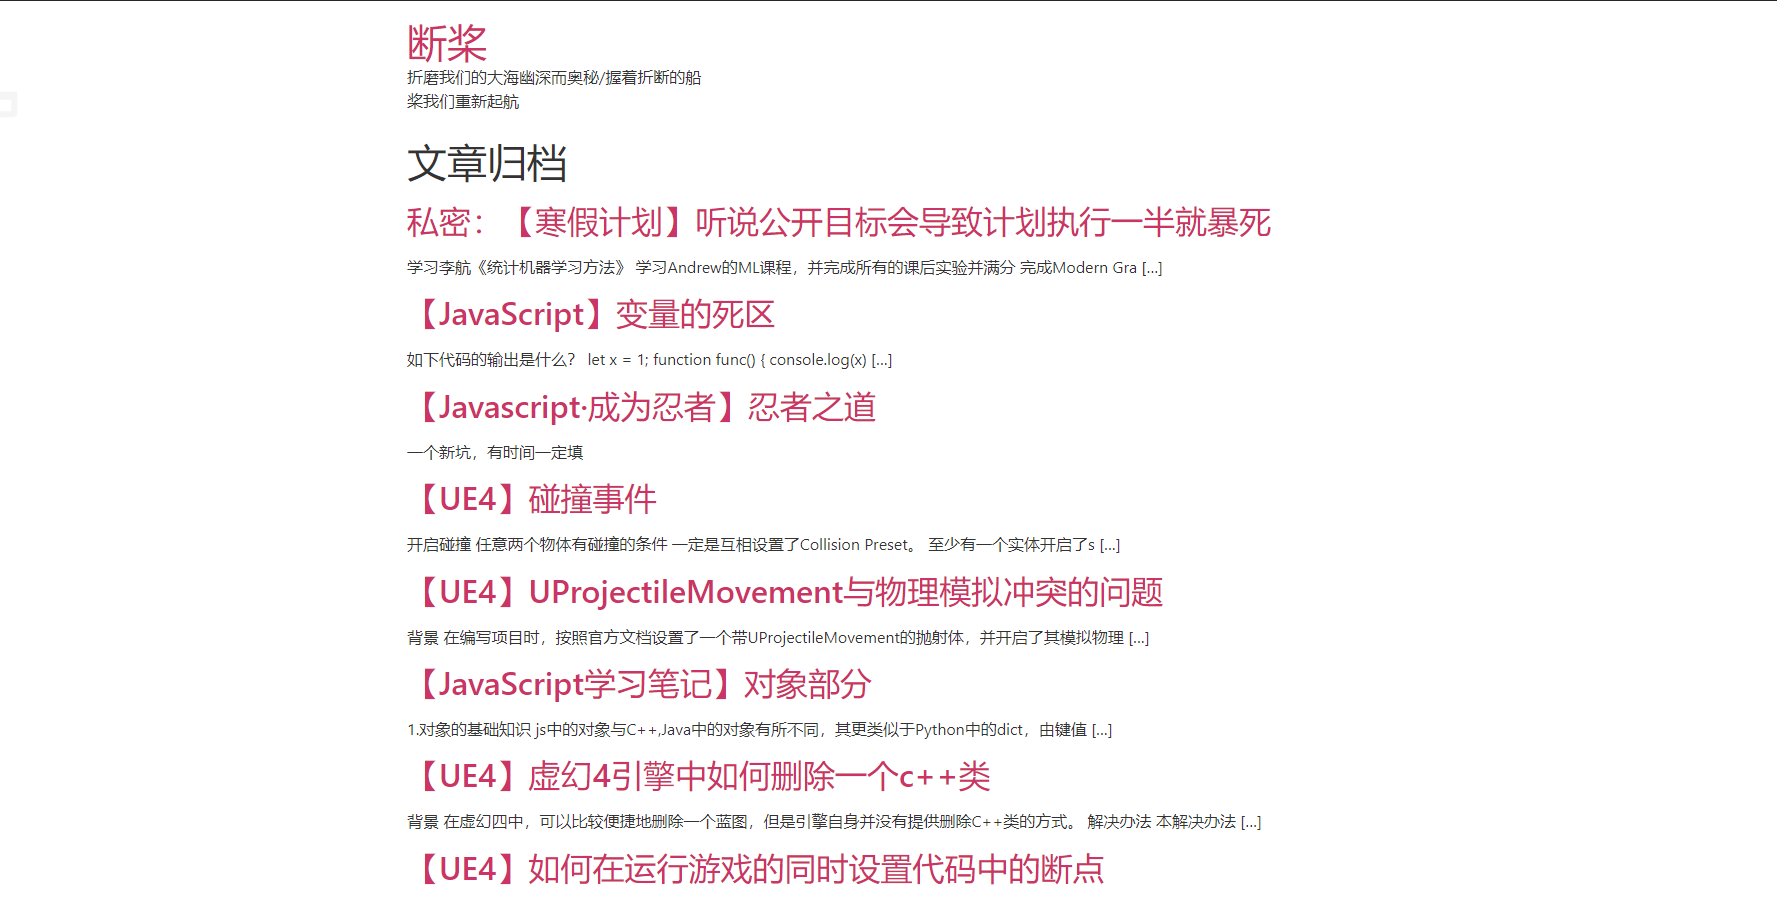 断桨
折磨我们的大海幽深而奥秘/握着折断的船
桨我们重新起航
文章归档
私密：【寒假计划】听说公开目标会导致计划执行一半就暴死
学习李航《统计机器学习方法》 学习Andrew的ML课程，并完成所有的课后实验并满分 完成Modern Gra [...]
【JavaScript】变量的死区
如下代码的输出是什么？ let x = 1; function func() { console.log(x) [...]
【Javascript·成为忍者】忍者之道
一个新坑，有时间一定填
【UE4】碰撞事件
开启碰撞 任意两个物体有碰撞的条件 一定是互相设置了Collision Preset。 至少有一个实体开启了s [...]
【UE4】UProjectileMovement与物理模拟冲突的问题
背景 在编写项目时，按照官方文档设置了一个带UProjectileMovement的抛射体，并开启了其模拟物理 [...]
【JavaScript学习笔记】对象部分
1.对象的基础知识 js中的对象与C++,Java中的对象有所不同，其更类似于Python中的dict，由键值 [...]
【UE4】虚幻4引擎中如何删除一个c++类
背景 在虚幻四中，可以比较便捷地删除一个蓝图，但是引擎自身并没有提供删除C++类的方式。 解决办法 本解决办法 [...]
【UE4】如何在运行游戏的同时设置代码中的断点